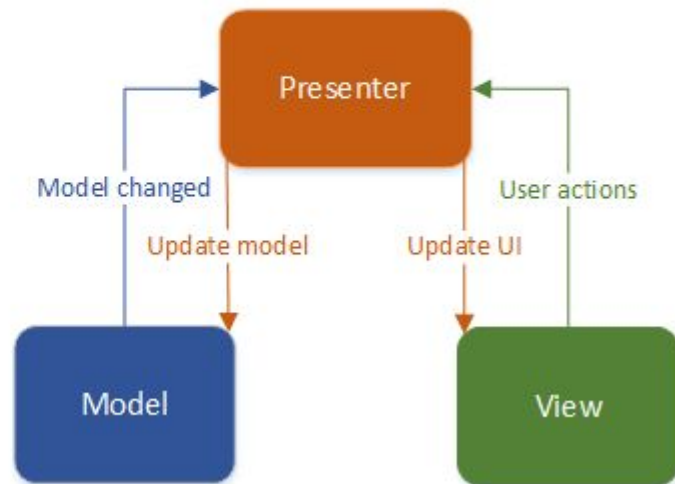 Presenter
Model changed
User actions
Update model
Update UI
Model
View